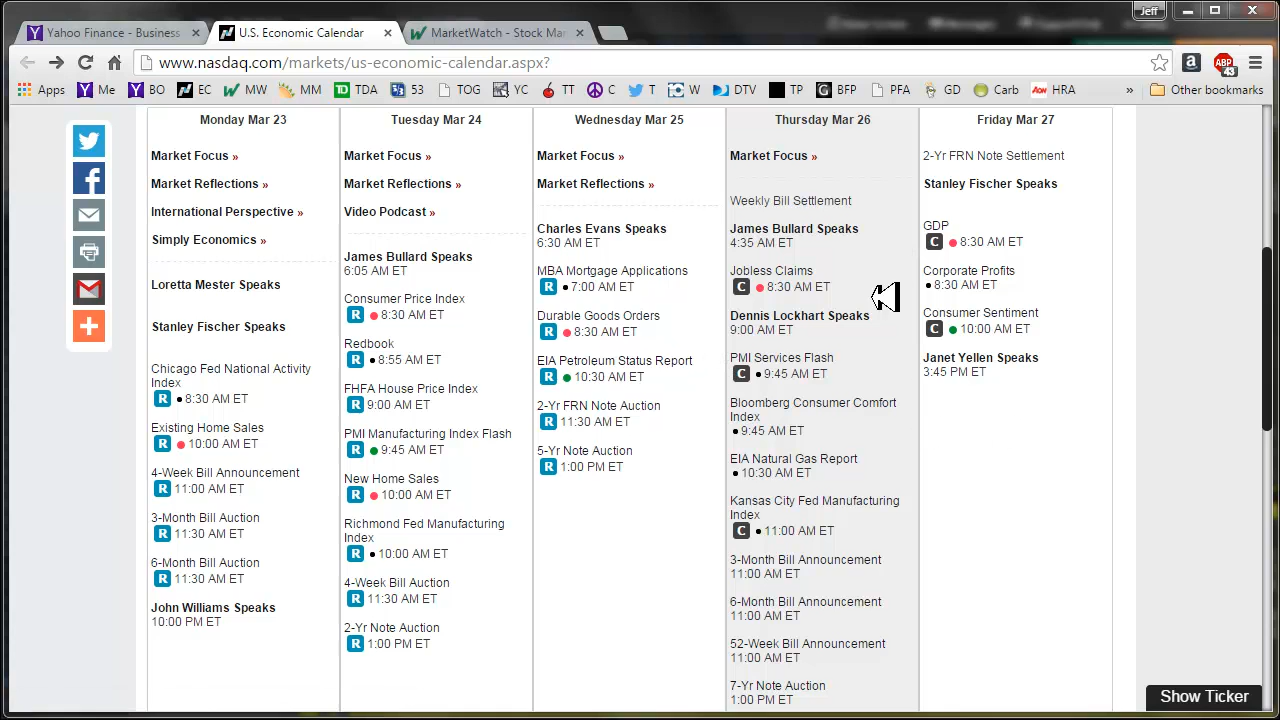 Jeff
Yahoo Finance - Business
U.S. Economic Calendar
MarketWatch - Stock Mar
www.nasdaq.com/markets/us-economic-calendar.aspx?
ABP
43
Apps Me BO EC MW MM TDA 53 TOG YC TT C T W DTV TP BFP PFA GD Carb HRA » Other bookmarks
Monday Mar 23
Market Focus »
Market Reflections »
International Perspective »
Simply Economics »
Loretta Mester Speaks
Stanley Fischer Speaks
Chicago Fed National Activity
Index
R 8:30 AM ET
Existing Home Sales
R 10:00 AM ET
4-Week Bill Announcement
R 11:00 AM ET
3-Month Bill Auction
R 11:30 AM ET
6-Month Bill Auction
R 11:30 AM ET
John Williams Speaks
10:00 PM ET
Tuesday Mar 24
Market Focus »
Market Reflections »
Video Podcast »
James Bullard Speaks
6:05 AM ET
Consumer Price Index
R 8:30 AM ET
Redbook
R 8:55 AM ET
FHFA House Price Index
R 9:00 AM ET
PMI Manufacturing Index Flash
R 9:45 AM ET
New Home Sales
R 10:00 AM ET
Richmond Fed Manufacturing
Index
R 10:00 AM ET
4-Week Bill Auction
R 11:30 AM ET
2-Yr Note Auction
R 1:00 PM ET
Wednesday Mar 25
Market Focus »
Market Reflections »
Charles Evans Speaks
6:30 AM ET
MBA Mortgage Applications
R 7:00 AM ET
Durable Goods Orders
R 8:30 AM ET
EIA Petroleum Status Report
R 10:30 AM ET
2-Yr FRN Note Auction
R 11:30 AM ET
5-Yr Note Auction
R 1:00 PM ET
Thursday Mar 26
Market Focus »
Weekly Bill Settlement
James Bullard Speaks
4:35 AM ET
Jobless Claims
C 8:30 AM ET
Dennis Lockhart Speaks
9:00 AM ET
PMI Services Flash
C 9:45 AM ET
Bloomberg Consumer Comfort
Index
9:45 AM ET
EIA Natural Gas Report
10:30 AM ET
Kansas City Fed Manufacturing
Index
C 11:00 AM ET
3-Month Bill Announcement
11:00 AM ET
6-Month Bill Announcement
11:00 AM ET
52-Week Bill Announcement
11:00 AM ET
7-Yr Note Auction
1:00 PM ET
Friday Mar 27
2-Yr FRN Note Settlement
Stanley Fischer Speaks
GDP
C 8:30 AM ET
Corporate Profits
8:30 AM ET
Consumer Sentiment
C 10:00 AM ET
Janet Yellen Speaks
3:45 PM ET
Show Ticker